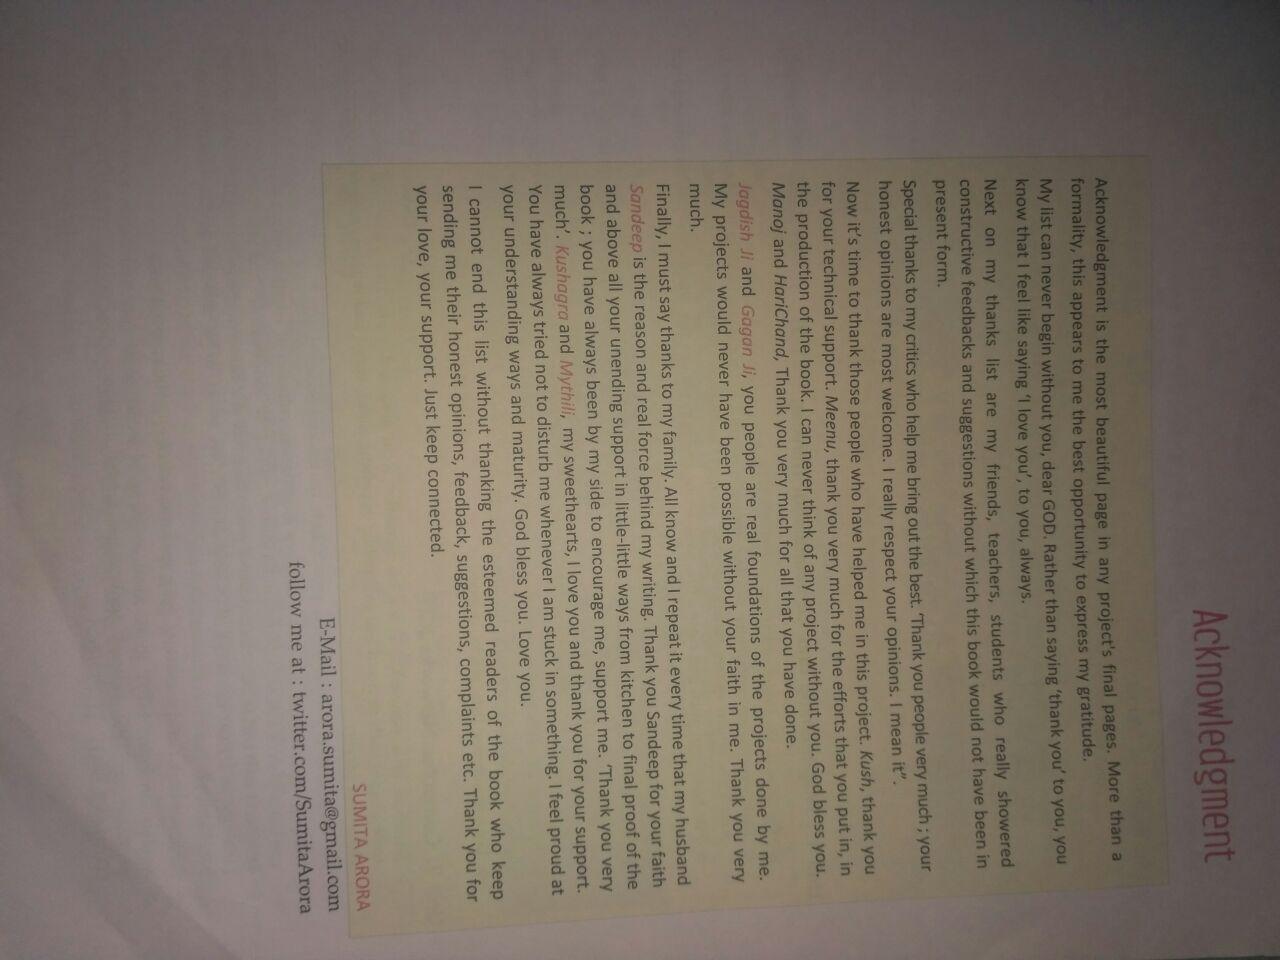 Acknowledgment
Acknowledgment is the most beautiful page in any project's final pages. More than a
formality, this appears to me the best opportunity to express my gratitude.
My list can never begin without you, dear GOD. Rather than saying 'thank you' to you, you
know that I feel like saying 'I love you', to you, always.
Next on my thanks list are my friends, teachers, students who really showered
constructive feedbacks and suggestions without which this book would not have been in
present form.
Special thanks to my critics who help me bring out the best. 'Thank you people very much ; your
honest opinions are most welcome. I really respect your opinions. I mean it".
Now it's time to thank those people who have helped me in this project. Kush, thank you
for your technical support. Meenu, thank you very much for the efforts that you put in, in
the production of the book. I can never think of any project without you. God bless you.
Manoj and HariChand, Thank you very much for all that you have done.
Jagdish Ji and Gagan Ji, you people are real foundations of the projects done by me.
My projects would never have been possible without your faith in me. Thank you very
much.
Finally, I must say thanks to my family. All know and I repeat it every time that my husband
Sandeep is the reason and real force behind my writing. Thank you Sandeep for your faith
and above all your unending support in little-little ways from kitchen to final proof of the
book ; you have always been by my side to encourage me, support me. 'Thank you very
much'. Kushagra and Mythili, my sweethearts, I love you and thank you for your support.
You have always tried not to disturb me whenever I am stuck in something. I feel proud at
your understanding ways and maturity. God bless you. Love you.
I cannot end this list without thanking the esteemed readers of the book who keep
sending me their honest opinions, feedback, suggestions, complaints etc. Thank you for
your love, your support. Just keep connected.
SUMITA ARORA
E-Mail : arora.sumita@gmail.com
follow me at : twitter.com/SumitaArora